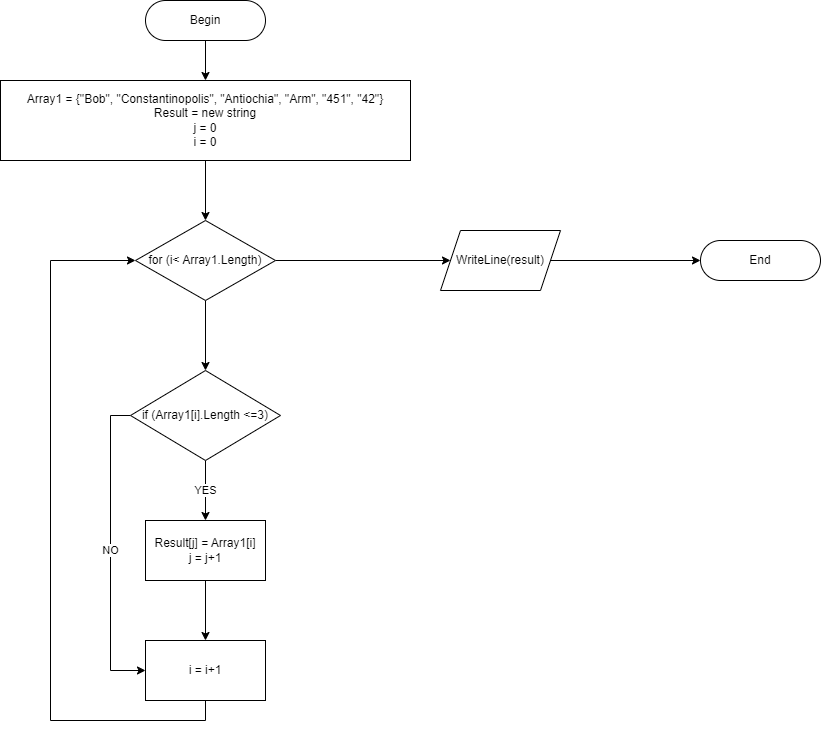 Begin
Array1 = {"Bob", "Constantinopolis", "Antiochia", "Arm", "451", "42"}
Result = new string
j = 0
i = 0
for (i< Array1.Length)
WriteLine(result)
End
if (Array1[i].Length <=3)
YES
NO
Result[j] = Array1[i]
j = j+1
i = i+1